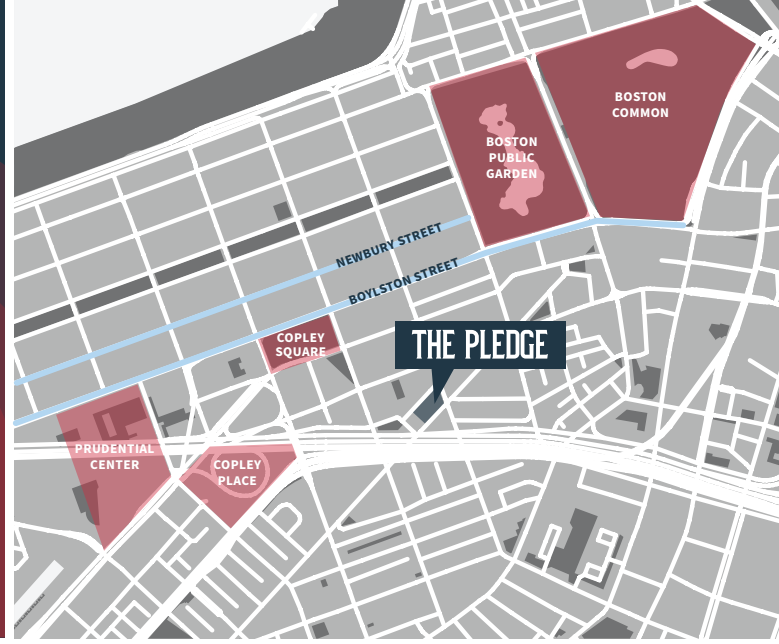 BOSTON
COMMON
BOSTON
PUBLIC
GARDEN
NEWBURY STREET
BOYLSTON STREET
COPLEY
SQUARE
THE PLEDGE
PRUDENTIAL
CENTER
COPLEY
PLACE